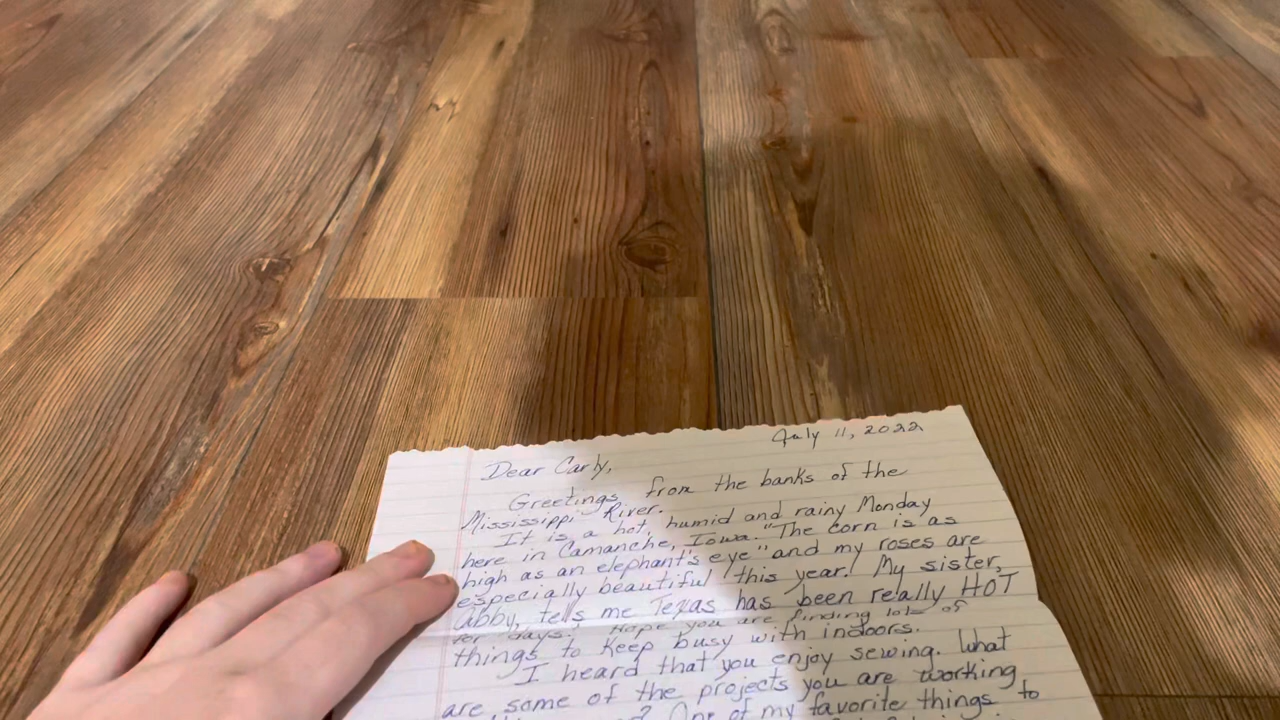 July 11, 2022
Dear Carly,
Greetings from the banks of the
Mississippi River.
It is a hot, humid and rainy Monday
here in Camanche, Iowa. "The corn is as
high as an elephant's eye" and my roses are
especially beautiful this year! My sister,
Abby, tells me Texas has been really HOT
for days! Hope you are finding lots of
things to keep busy with indoors.
I heard that you enjoy sewing. What
are some of the projects you are working
? One of my favorite things to